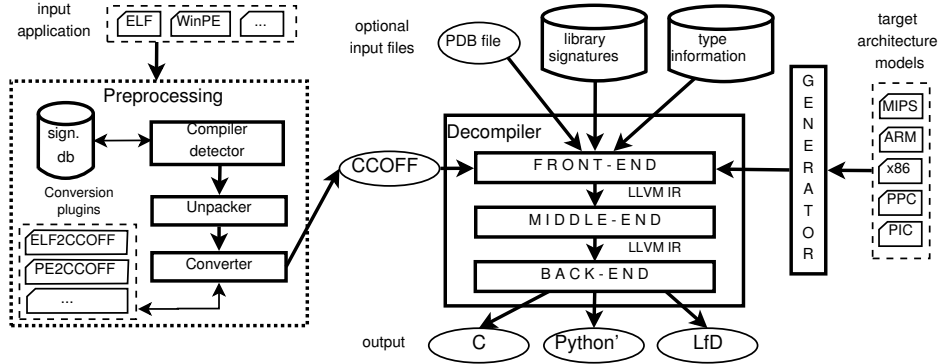 input
application
ELF
WinPE
...
Preprocessing
sign.
db
Compiler
detector
Conversion
plugins
Unpacker
ELF2CCOFF
PE2CCOFF
...
Converter
CCOFF
optional
input files
PDB file
library
signatures
type
information
Decompiler
FRONT-END
LLVM IR
MIDDLE-END
LLVM IR
BACK-END
output
C
Python'
LfD
GENERATOR
target
architecture
models
MIPS
ARM
x86
PPC
PIC